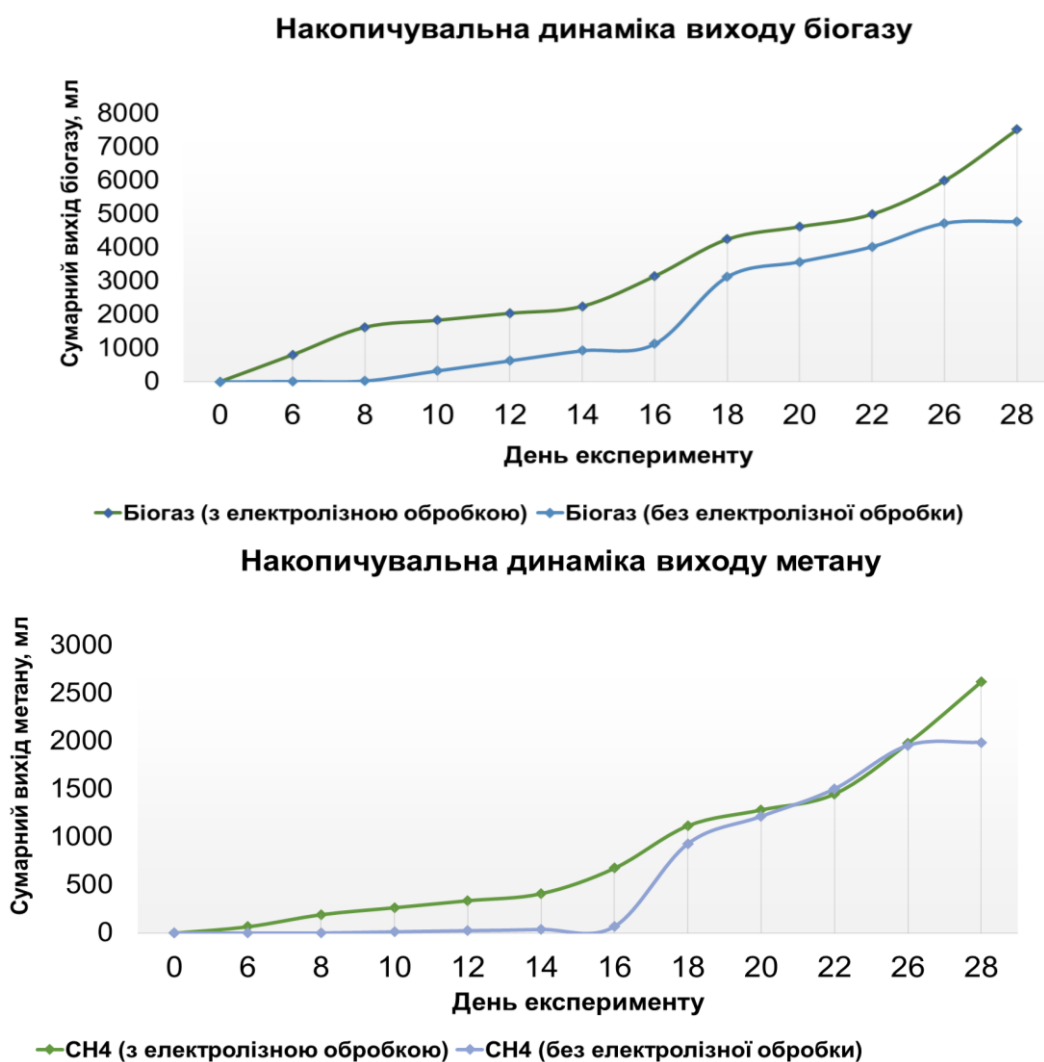 Накопичувальна динаміка виходу біогазу
Сумарний вихід біогазу, мл
8000
7000
6000
5000
4000
3000
2000
1000
0
0 6 8 10 12 14 16 18 20 22 26 28
День експерименту
Біогаз (з електролізною обробкою) Біогаз (без електролізної обробки)
Накопичувальна динаміка виходу метану
Сумарний вихід метану, мл
3000
2500
2000
1500
1000
500
0
0 6 8 10 12 14 16 18 20 22 26 28
День експерименту
CH4 (з електролізною обробкою) CH4 (без електролізної обробки)